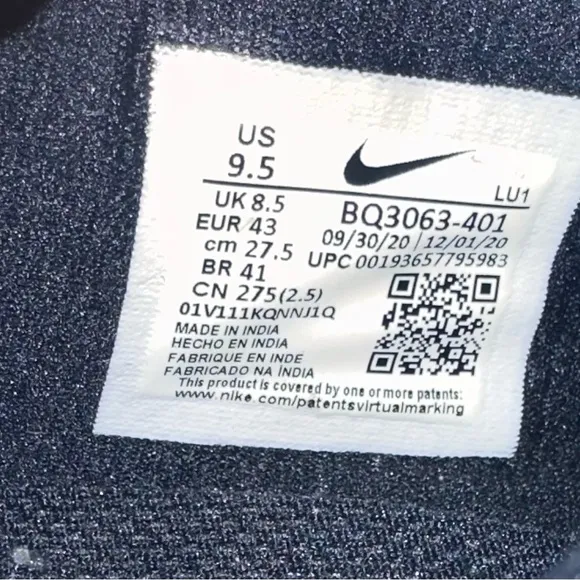 US
9.5
LU1
UK 8.5
BQ3063-401
EUR 43
09/30/20 | 12/01/20
cm 27.5
UPC 00193657795983
BR 41
CN 275(2.5)
01V111KQNNJ1Q
MADE IN INDIA
HECHO EN INDIA
FABRIQUE EN INDE
FABRICADO NA ÍNDIA
This product is covered by one or more patents:
www.nike.com/patentsvirtualmarking